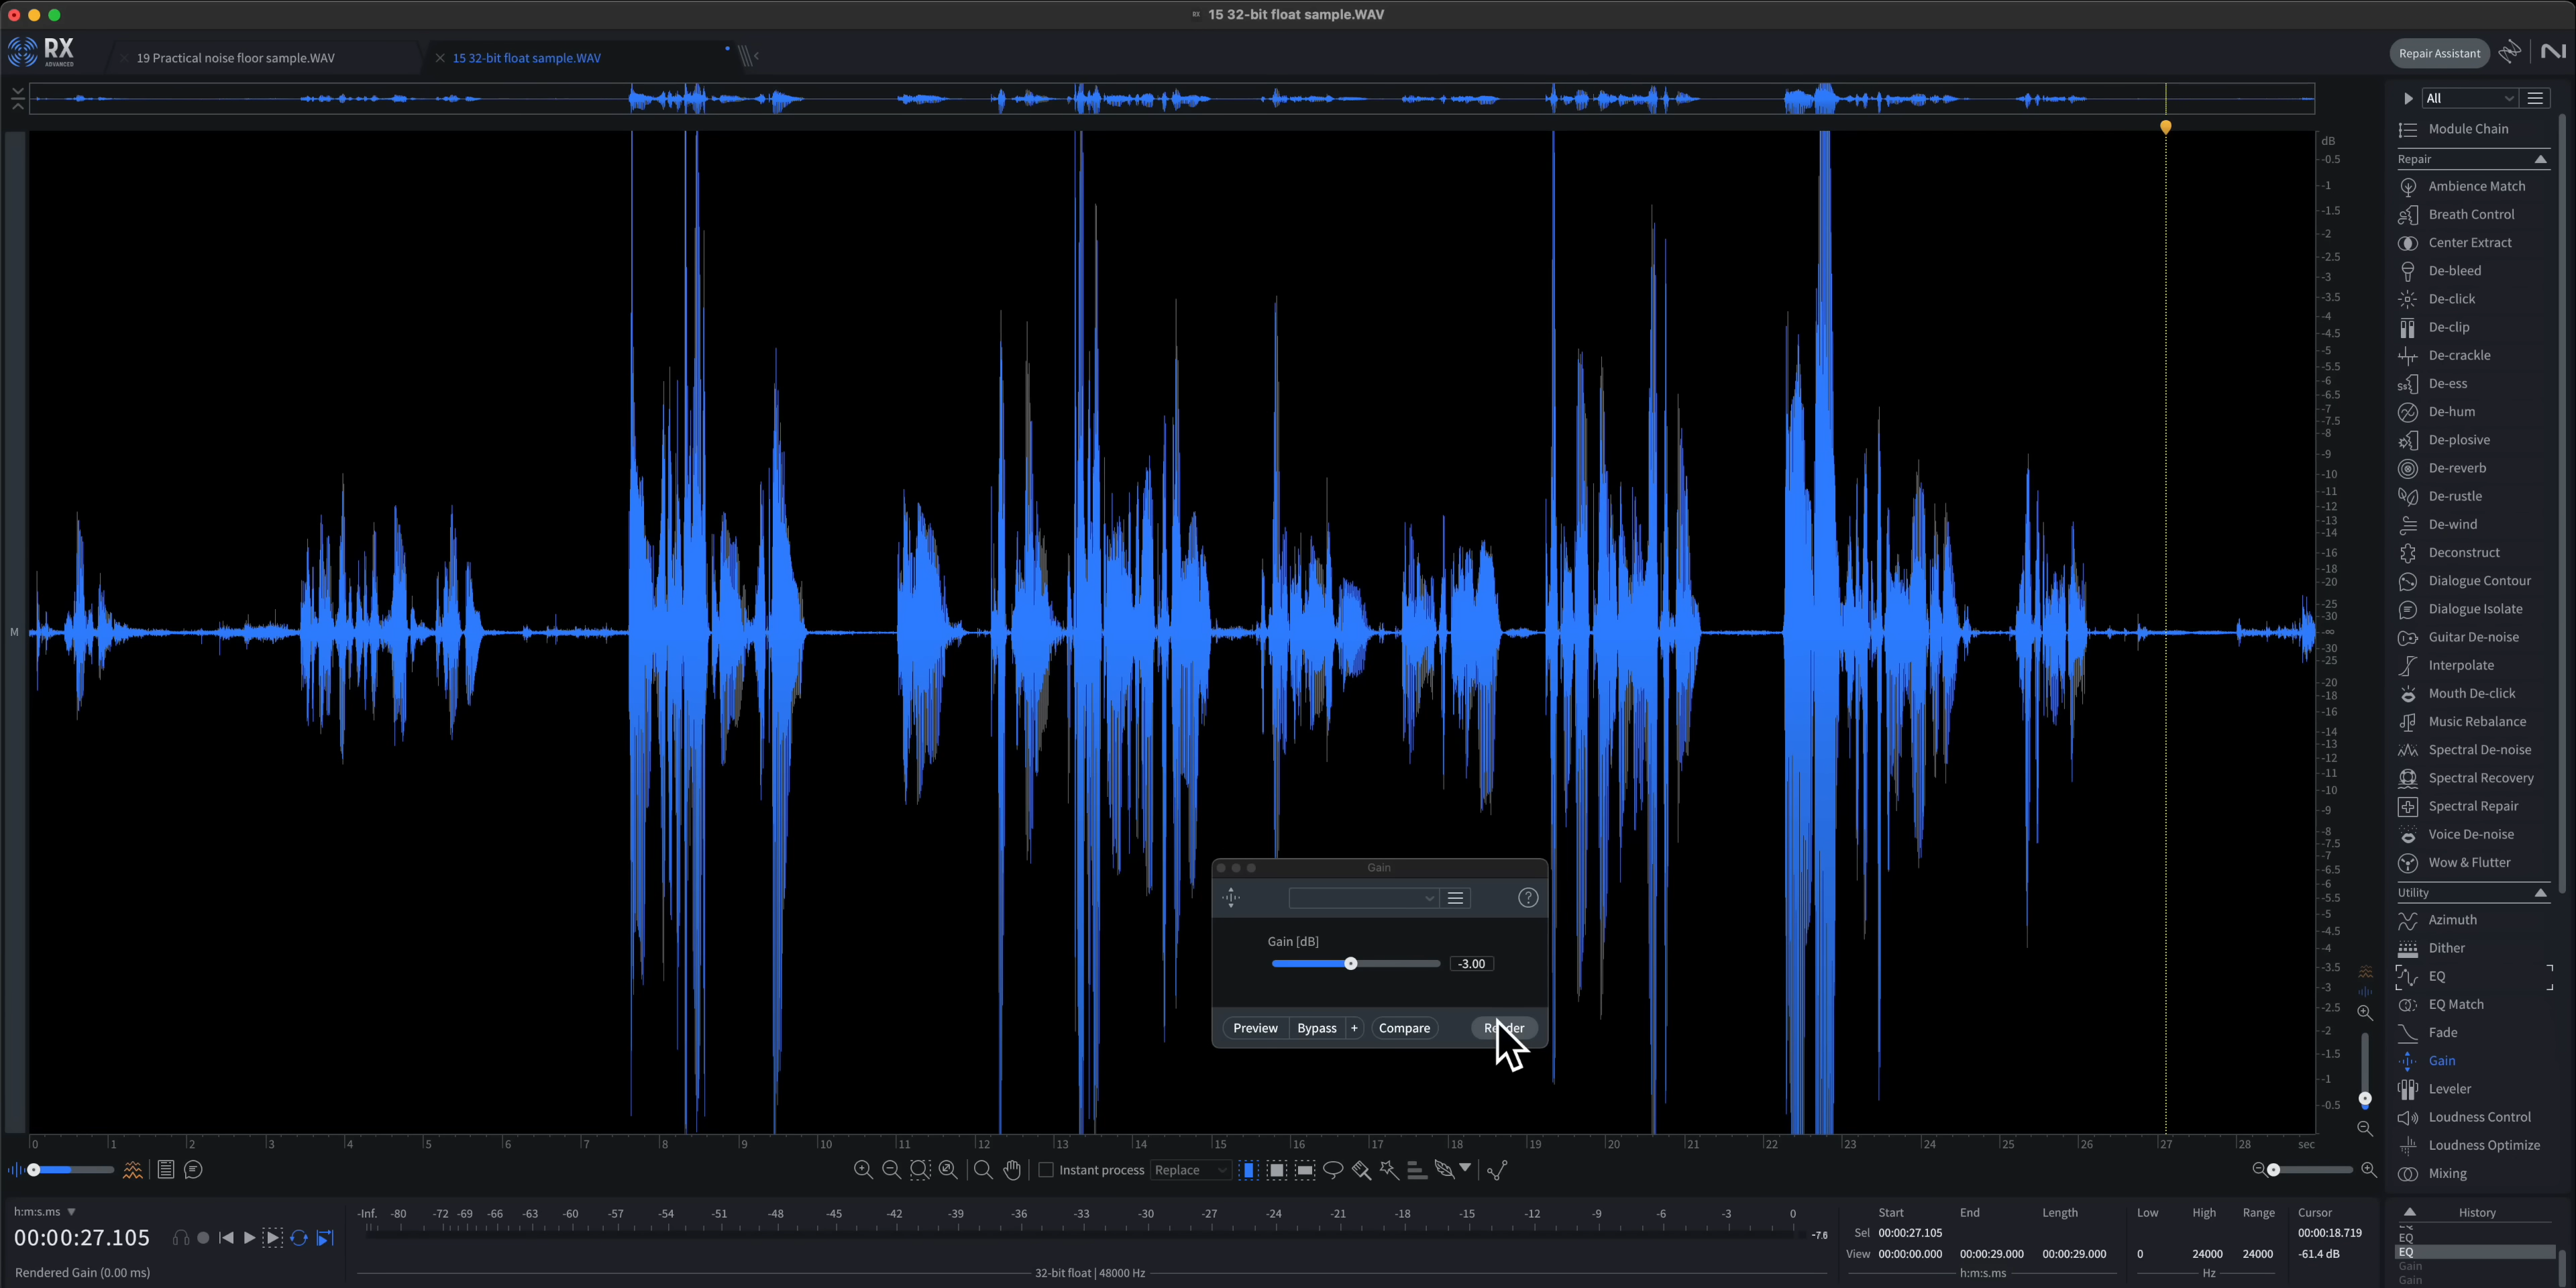 15 32-bit float sample.WAV
RX
ADVANCED
19 Practical noise floor sample.WAV
15 32-bit float sample.WAV
Repair Assistant
All
Module Chain
Repair
Ambience Match
Breath Control
Center Extract
De-bleed
De-click
De-clip
De-crackle
De-ess
De-hum
De-plosive
De-reverb
De-rustle
De-wind
Deconstruct
Dialogue Contour
Dialogue Isolate
Guitar De-noise
Interpolate
Mouth De-click
Music Rebalance
Spectral De-noise
Spectral Recovery
Spectral Repair
Voice De-noise
Wow & Flutter
Utility
Azimuth
Dither
EQ
EQ Match
Fade
Gain
Leveler
Loudness Control
Loudness Optimize
Mixing
dB
-0.5
-1
-1.5
-2
-2.5
-3
-3.5
-4
-4.5
-5
-5.5
-6
-6.5
-7
-7.5
-8
-9
-10
-11
-12
-13
-14
-16
-18
-20
-25
-30
-∞
-30
-25
-20
-18
-16
-14
-13
-12
-11
-10
-9
-8
-7.5
-7
-6.5
-6
-5.5
-5
-4.5
-4
-3.5
-3
-2.5
-2
-1.5
-1
-0.5
M
Gain
Gain [dB]
-3.00
Preview Bypass + Compare
0 1 2 3 4 5 6 7 8 9 10 11 12 13 14 15 16 17 18 19 20 21 22 23 24 25 26 27 28 sec
Instant process Replace
h:m:s.ms
00:00:27.105
Rendered Gain (0.00 ms)
-Inf. -80 -72 -69 -66 -63 -60 -57 -54 -51 -48 -45 -42 -39 -36 -33 -30 -27 -24 -21 -18 -15 -12 -9 -6 -3 0
-7.6
32-bit float | 48000 Hz
Start End Length Low High Range Cursor
Sel 00:00:27.105 00:00:18.719
View 00:00:00.000 00:00:29.000 00:00:29.000 0 24000 24000 -61.4 dB
h:m:s.ms Hz
History
EQ
EQ
Gain
Gain